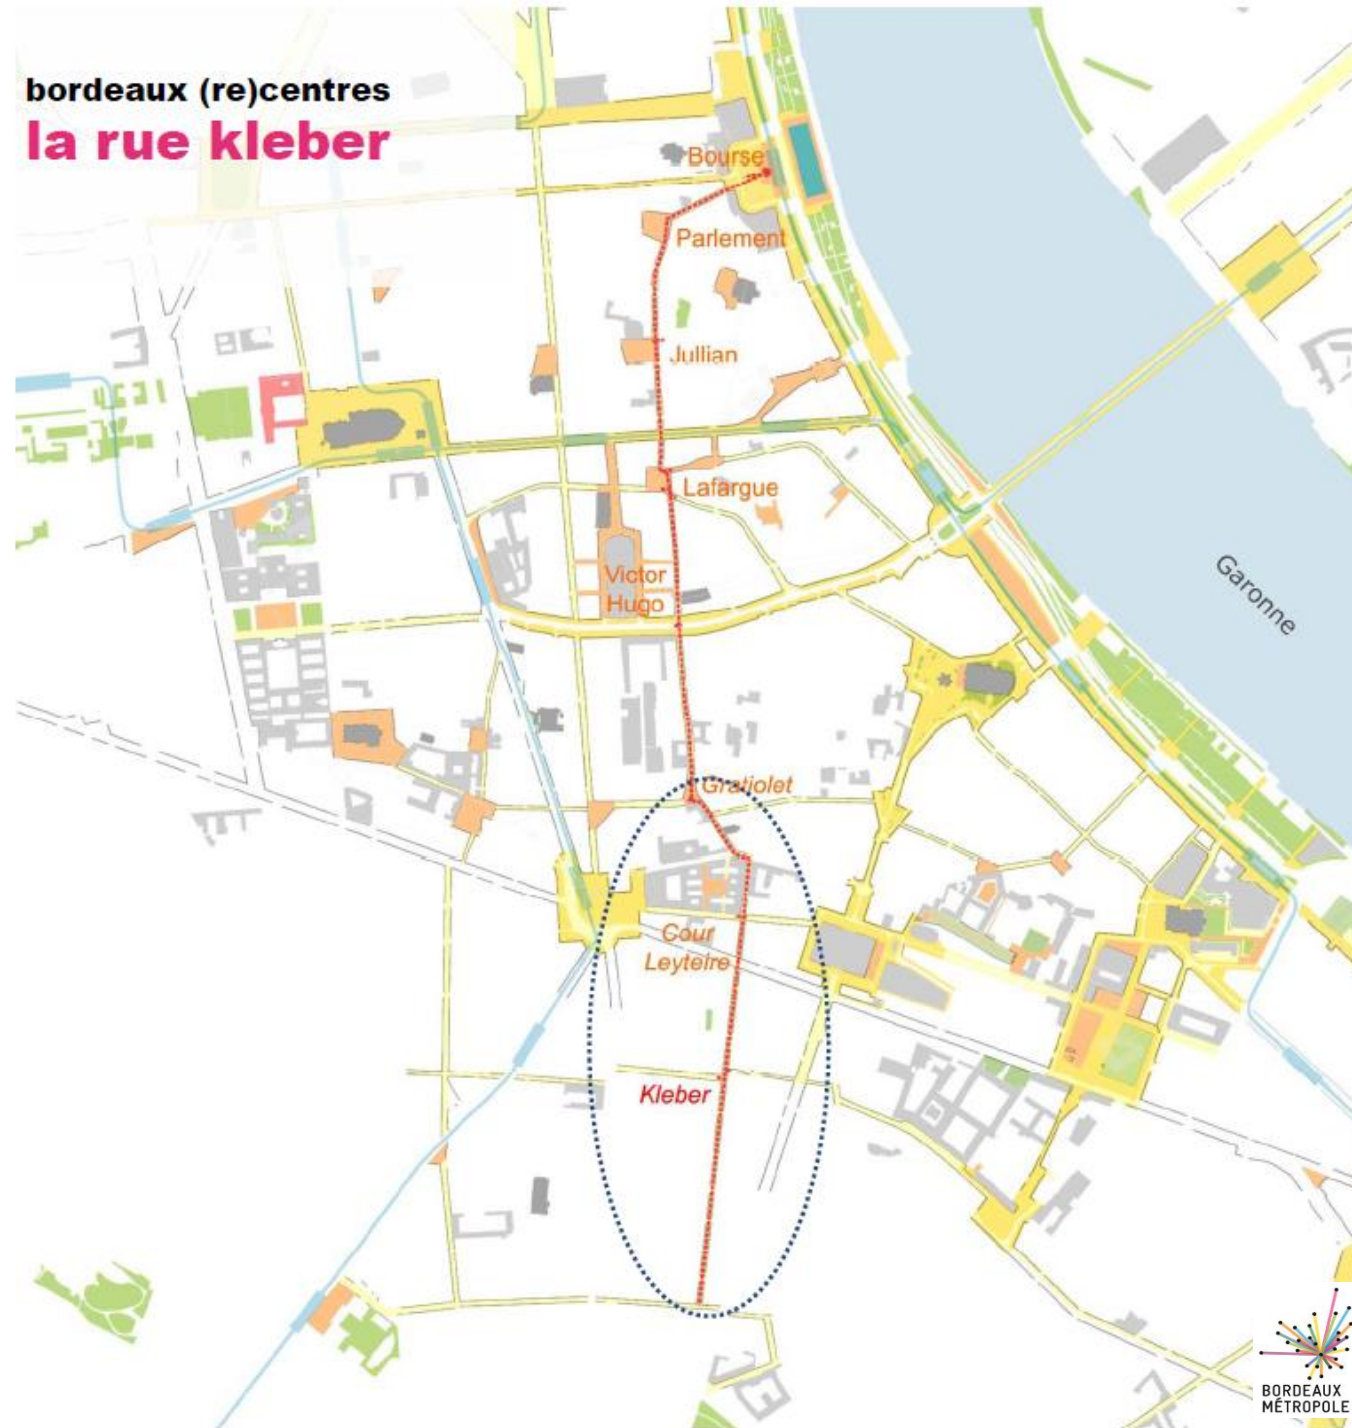 bordeaux (re)centres
la rue kleber
Bourse
Parlement
Jullian
Lafargue
Victor
Hugo
Garonne
Gratiolet
Cour
Leyteire
Kleber
BORDEAUX
MÉTROPOLE